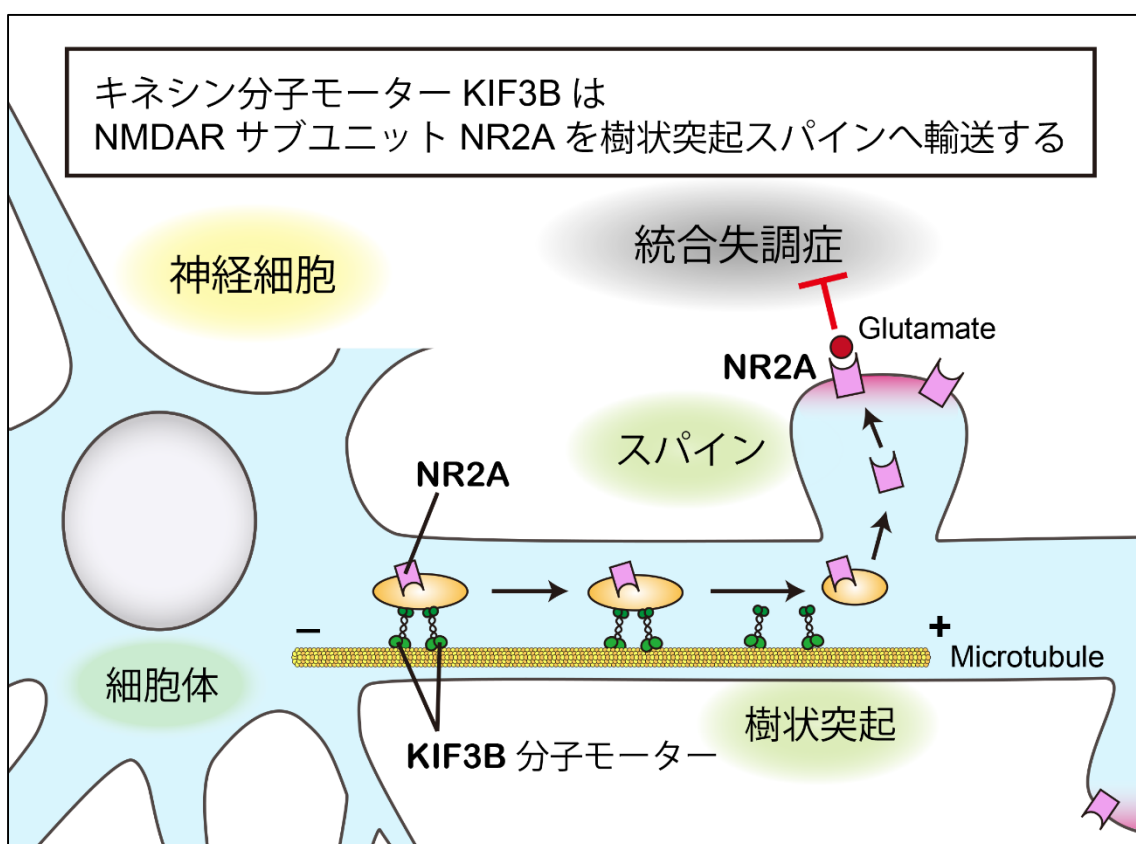 キネシン分子モーター KIF3B は
NMDAR サブユニット NR2A を樹状突起スパインへ輸送する
神経細胞
統合失調症
Glutamate
NR2A
スパイン
NR2A
−
+
Microtubule
細胞体
樹状突起
KIF3B 分子モーター